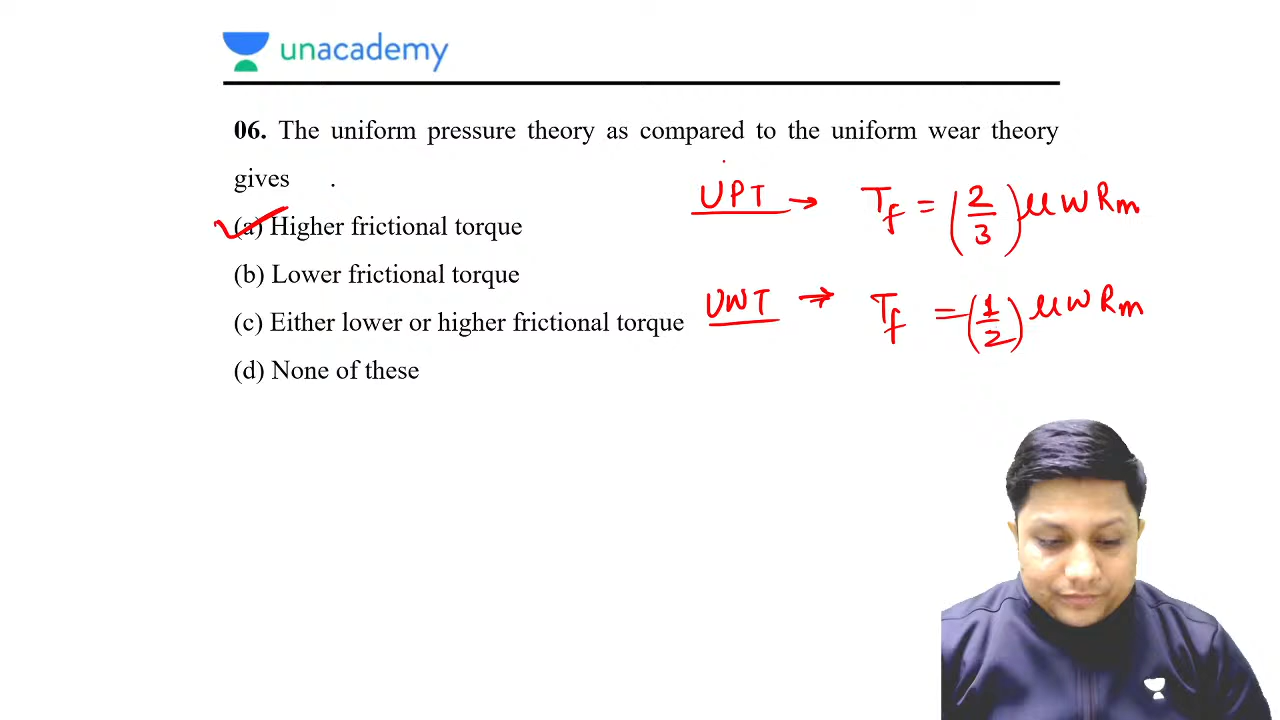 unacademy
06. The uniform pressure theory as compared to the uniform wear theory
gives .
(a) Higher frictional torque
(b) Lower frictional torque
(c) Either lower or higher frictional torque
(d) None of these
UPT → Tf = (2/3) μWRm
UWT → Tf = (1/2) μWRm